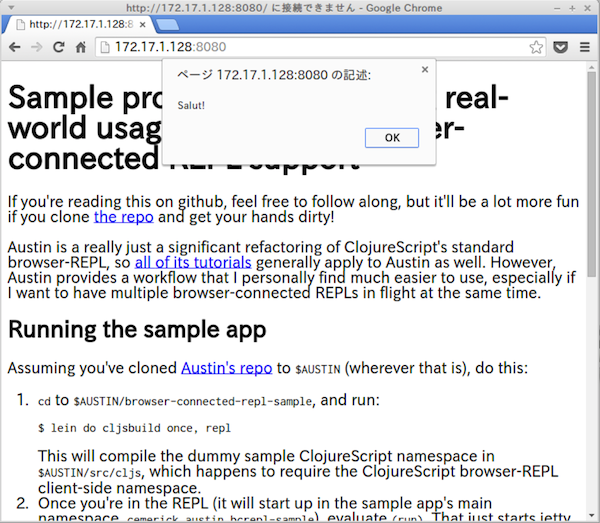 http://172.17.1.128:8080/ に接続できません - Google Chrome
http://172.17.1.128:8080
172.17.1.128:8080
ページ 172.17.1.128:8080 の記述:
Salut!
OK
Sample real-
world
connected REPL support
If you're reading this on github, feel free to follow along, but it'll be a lot more fun
if you clone the repo and get your hands dirty!
Austin is a really just a significant refactoring of ClojureScript's standard
browser-REPL, so all of its tutorials generally apply to Austin as well. However,
Austin provides a workflow that I personally find much easier to use, especially if
I want to have multiple browser-connected REPLs in flight at the same time.
Running the sample app
Assuming you've cloned Austin's repo to $AUSTIN (wherever that is), do this:
1. cd to $AUSTIN/browser-connected-repl-sample, and run:
$ lein do cljsbuild once, repl
This will compile the dummy sample ClojureScript namespace in
$AUSTIN/src/cljs, which happens to require the ClojureScript browser-REPL
client-side namespace.
2. Once you're in the REPL (it will start up in the sample app's main
namespace, cemerick.austin.bcrepl-sample), evaluate (run). That just starts jetty